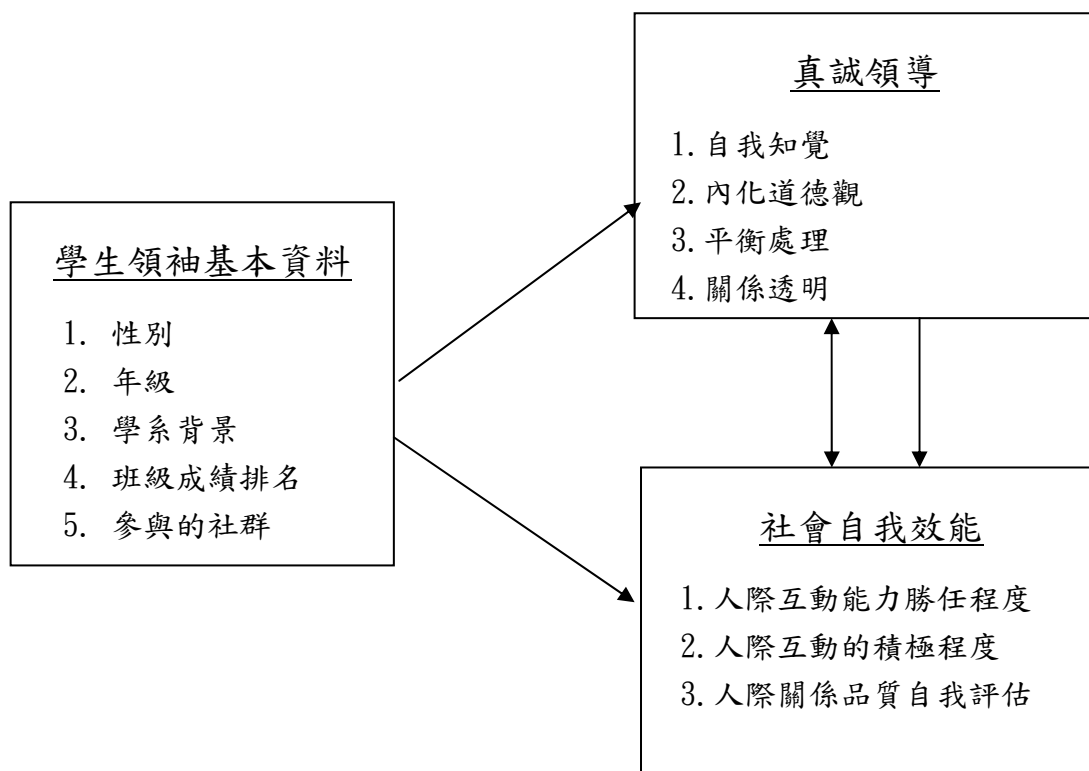 真誠領導
1.自我知覺
2.內化道德觀
3.平衡處理
4.關係透明
學生領袖基本資料
1. 性別
2. 年級
3. 學系背景
4. 班級成績排名
5. 參與的社群
社會自我效能
1.人際互動能力勝任程度
2.人際互動的積極程度
3.人際關係品質自我評估